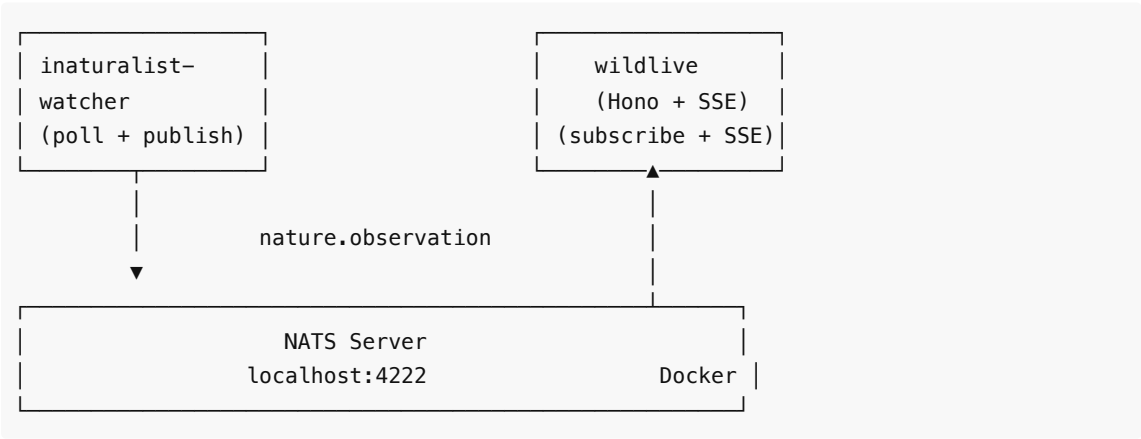 inaturalist-
wildlive
watcher
(Hono + SSE)
(poll + publish)
(subscribe + SSE)
nature.observation
NATS Server
localhost:4222
Docker